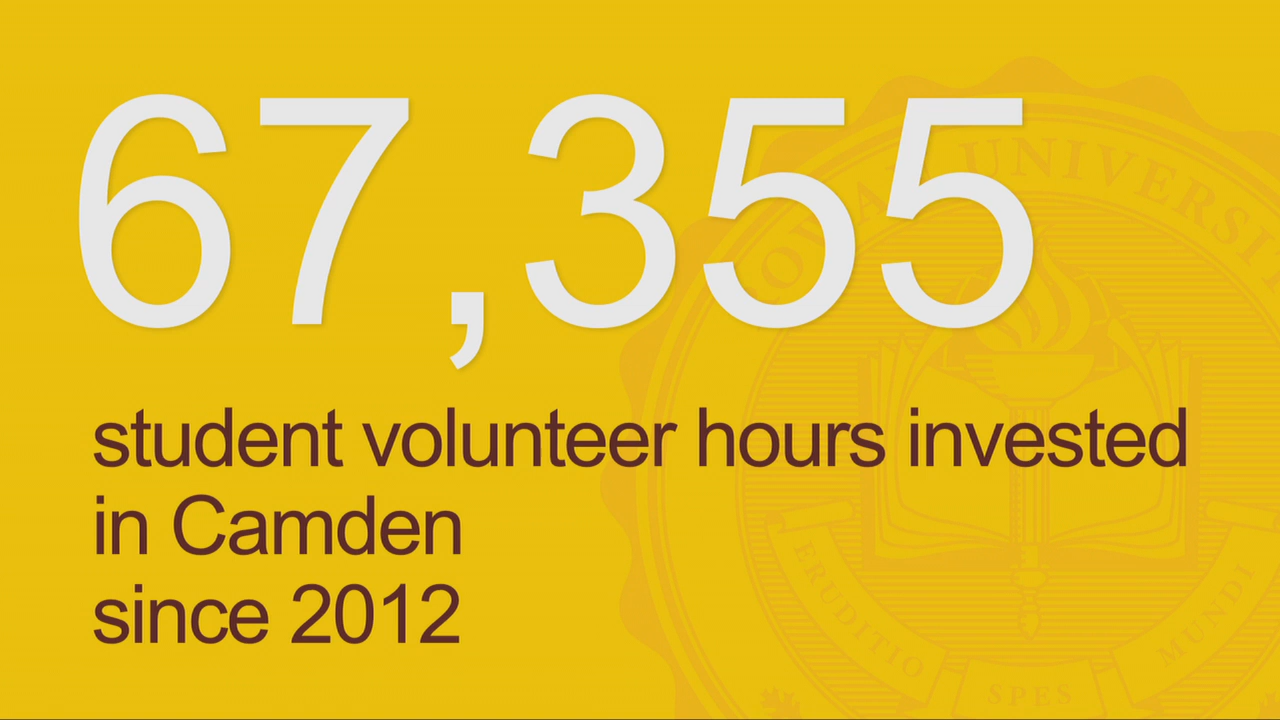 67,355
student volunteer hours invested
in Camden
since 2012
ERUDITIO
SPES
MUNDI